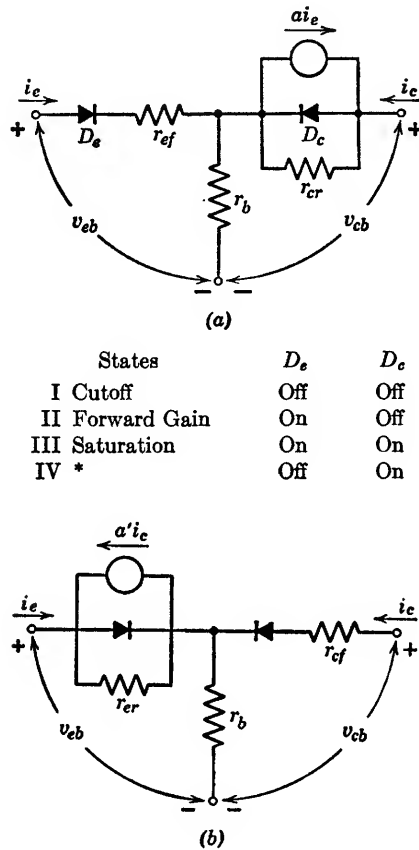 ai_e
i_e i_c
+ D_e r_ef D_c +
r_cr
r_b
v_eb v_cb
− −
(a)
States D_e D_c
I Cutoff Off Off
II Forward Gain On Off
III Saturation On On
IV * Off On
a'i_c
i_e i_c
+ +
r_er r_cf
r_b
v_eb v_cb
− −
(b)